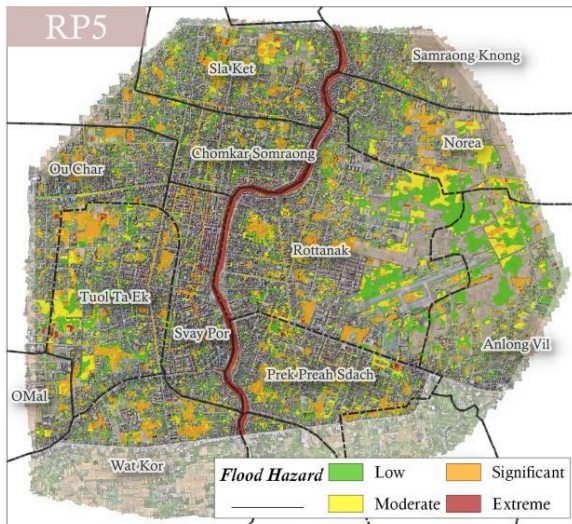 RP5
Sla Ket
Samraong Knong
Norea
Chomkar Somraong
Ou Char
Rottanak
Tuol Ta Ek
Svay Por
Anlong Vil
Prek Preah Sdach
OMal
Wat Kor
Flood Hazard
Low
Significant
Moderate
Extreme